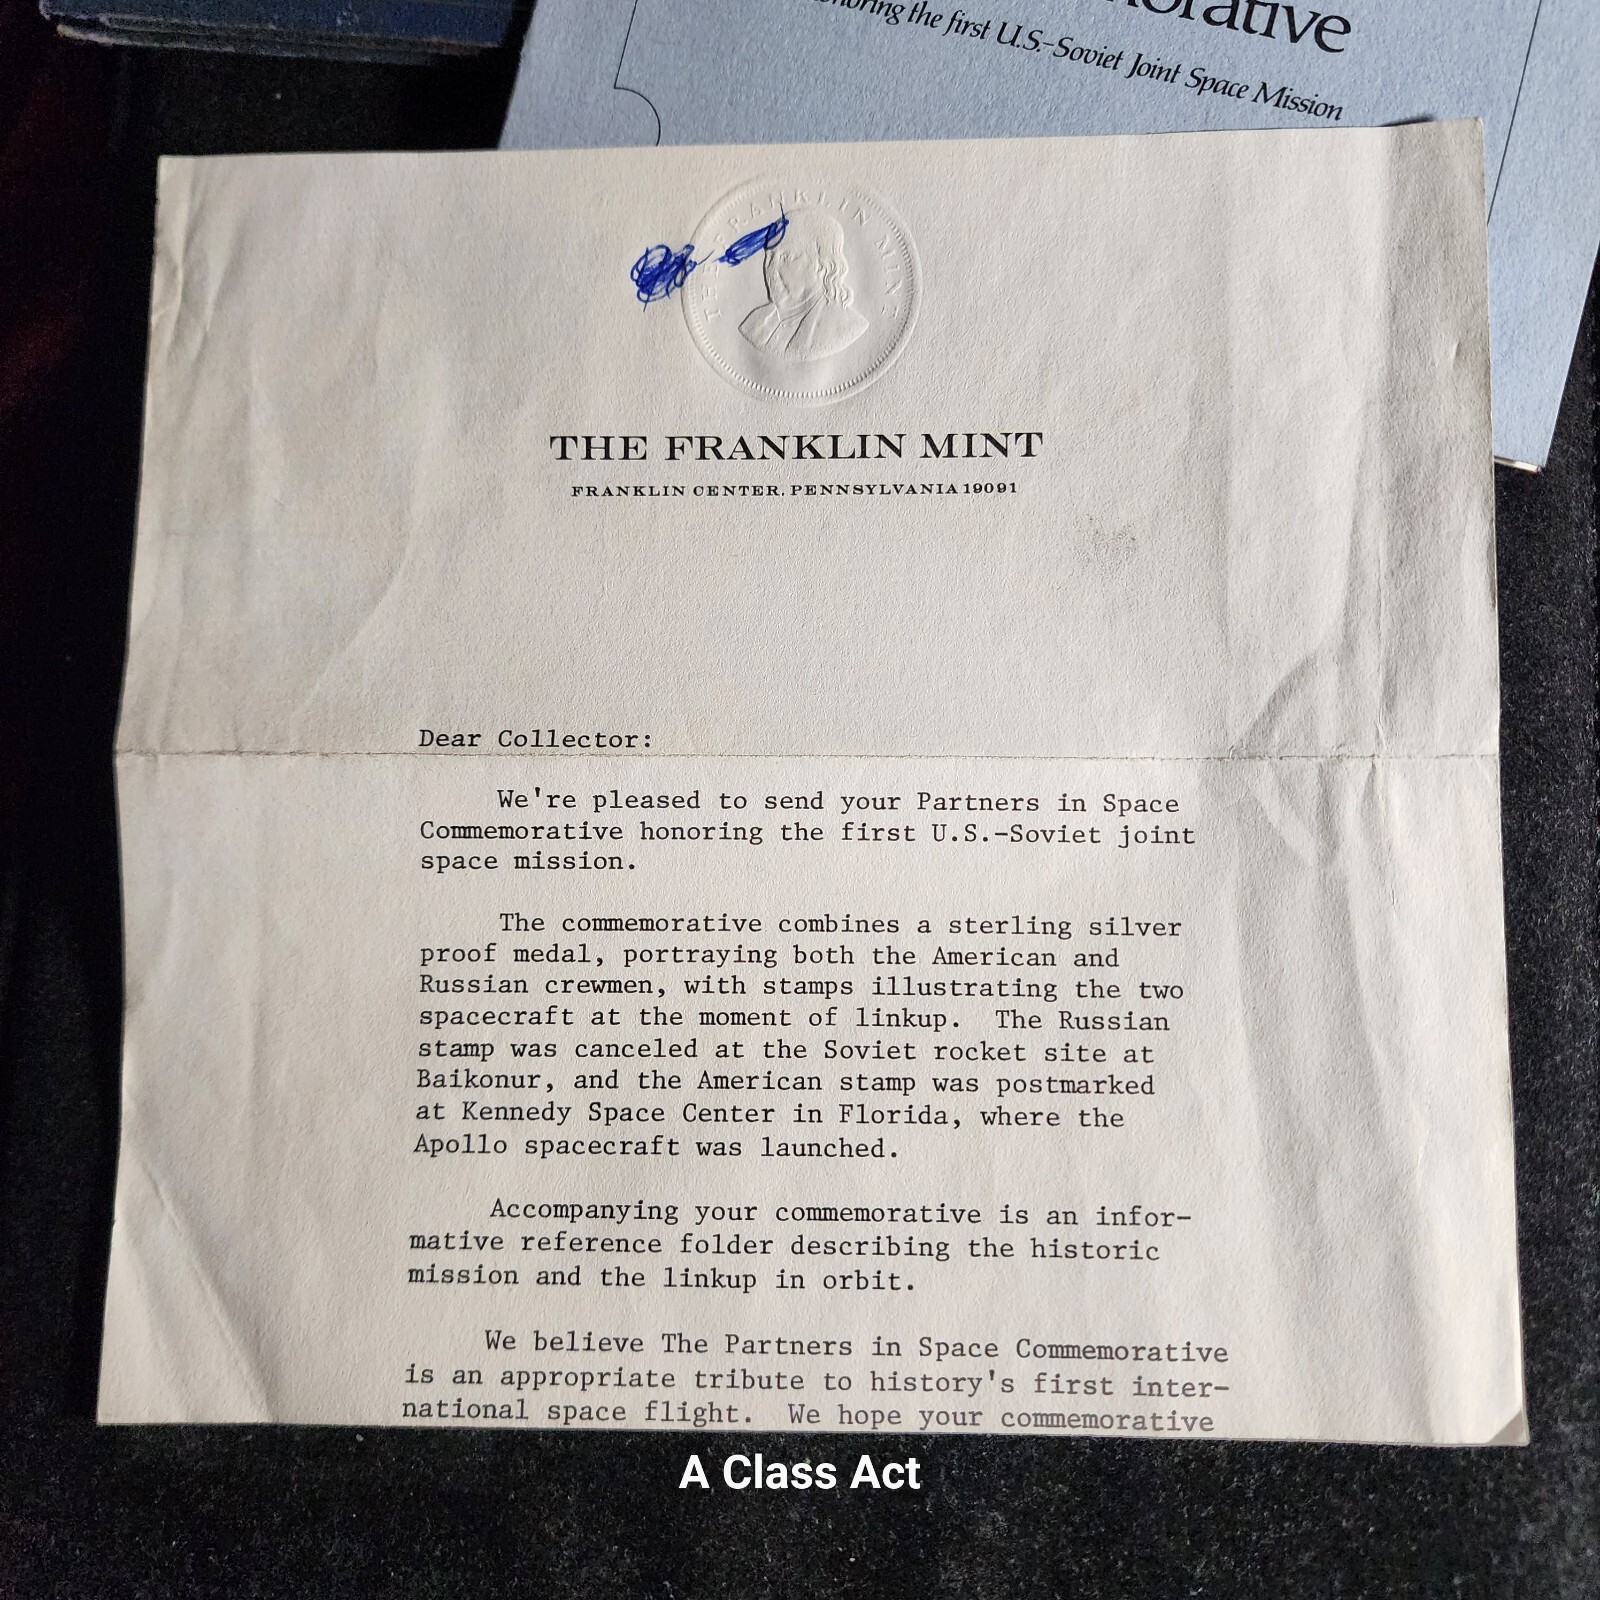 orative
oring the first U.S.-Soviet Joint Space Mission
THE FRANKLIN MINT
THE FRANKLIN MINT
FRANKLIN CENTER, PENNSYLVANIA 19091
Dear Collector:
We're pleased to send your Partners in Space
Commemorative honoring the first U.S.-Soviet joint
space mission.
The commemorative combines a sterling silver
proof medal, portraying both the American and
Russian crewmen, with stamps illustrating the two
spacecraft at the moment of linkup. The Russian
stamp was canceled at the Soviet rocket site at
Baikonur, and the American stamp was postmarked
at Kennedy Space Center in Florida, where the
Apollo spacecraft was launched.
Accompanying your commemorative is an infor-
mative reference folder describing the historic
mission and the linkup in orbit.
We believe The Partners in Space Commemorative
is an appropriate tribute to history's first inter-
national space flight. We hope your commemorative
A Class Act